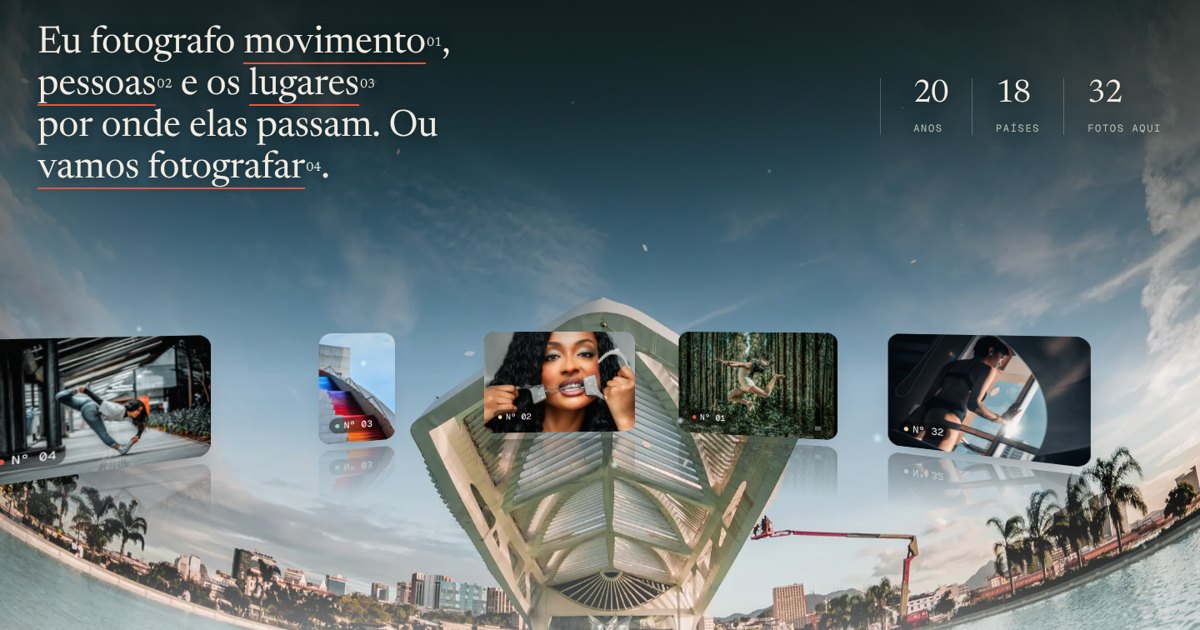 Eu fotografo movimento01,
pessoas02 e os lugares03
por onde elas passam. Ou
vamos fotografar04.
20 18 32
ANOS PAÍSES FOTOS AQUI
Nº 04
Nº 03
Nº 02
Nº 01
Nº 32